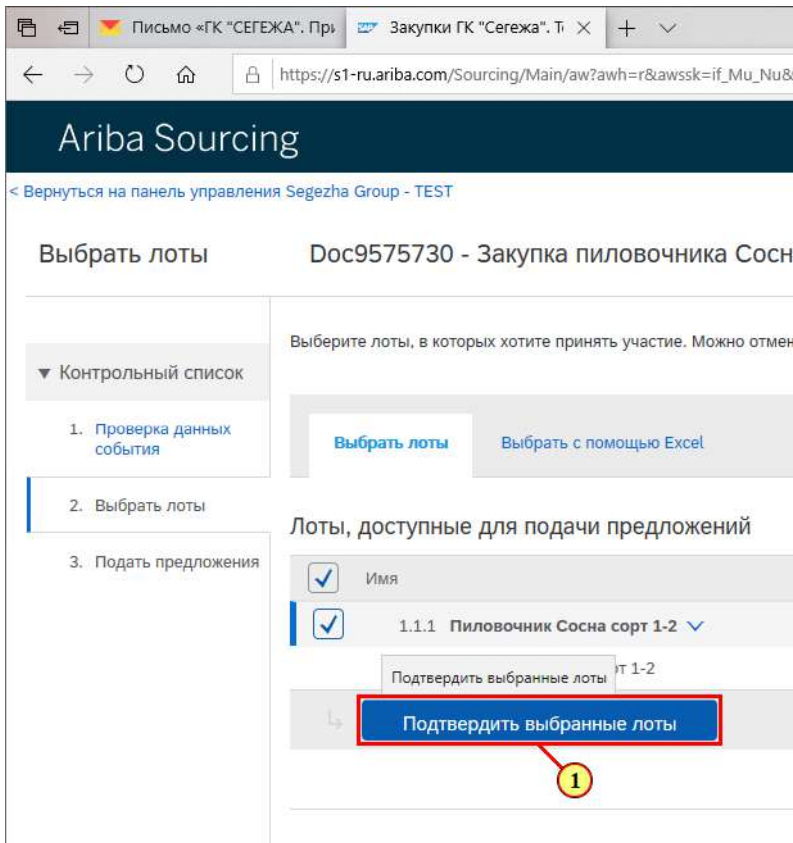 Письмо «ГК "СЕГЕЖА". При
Закупки ГК "Сегежа". Т
https://s1-ru.ariba.com/Sourcing/Main/aw?awh=r&awssk=if_Mu_Nu&
Ariba Sourcing
< Вернуться на панель управления Segezha Group - TEST
Выбрать лоты
Doc9575730 - Закупка пиловочника Сосн
Выберите лоты, в которых хотите принять участие. Можно отмен
▼ Контрольный список
1. Проверка данных
события
2. Выбрать лоты
3. Подать предложения
Выбрать лоты
Выбрать с помощью Excel
Лоты, доступные для подачи предложений
Имя
1.1.1 Пиловочник Сосна сорт 1-2
рт 1-2
Подтвердить выбранные лоты
Подтвердить выбранные лоты
1